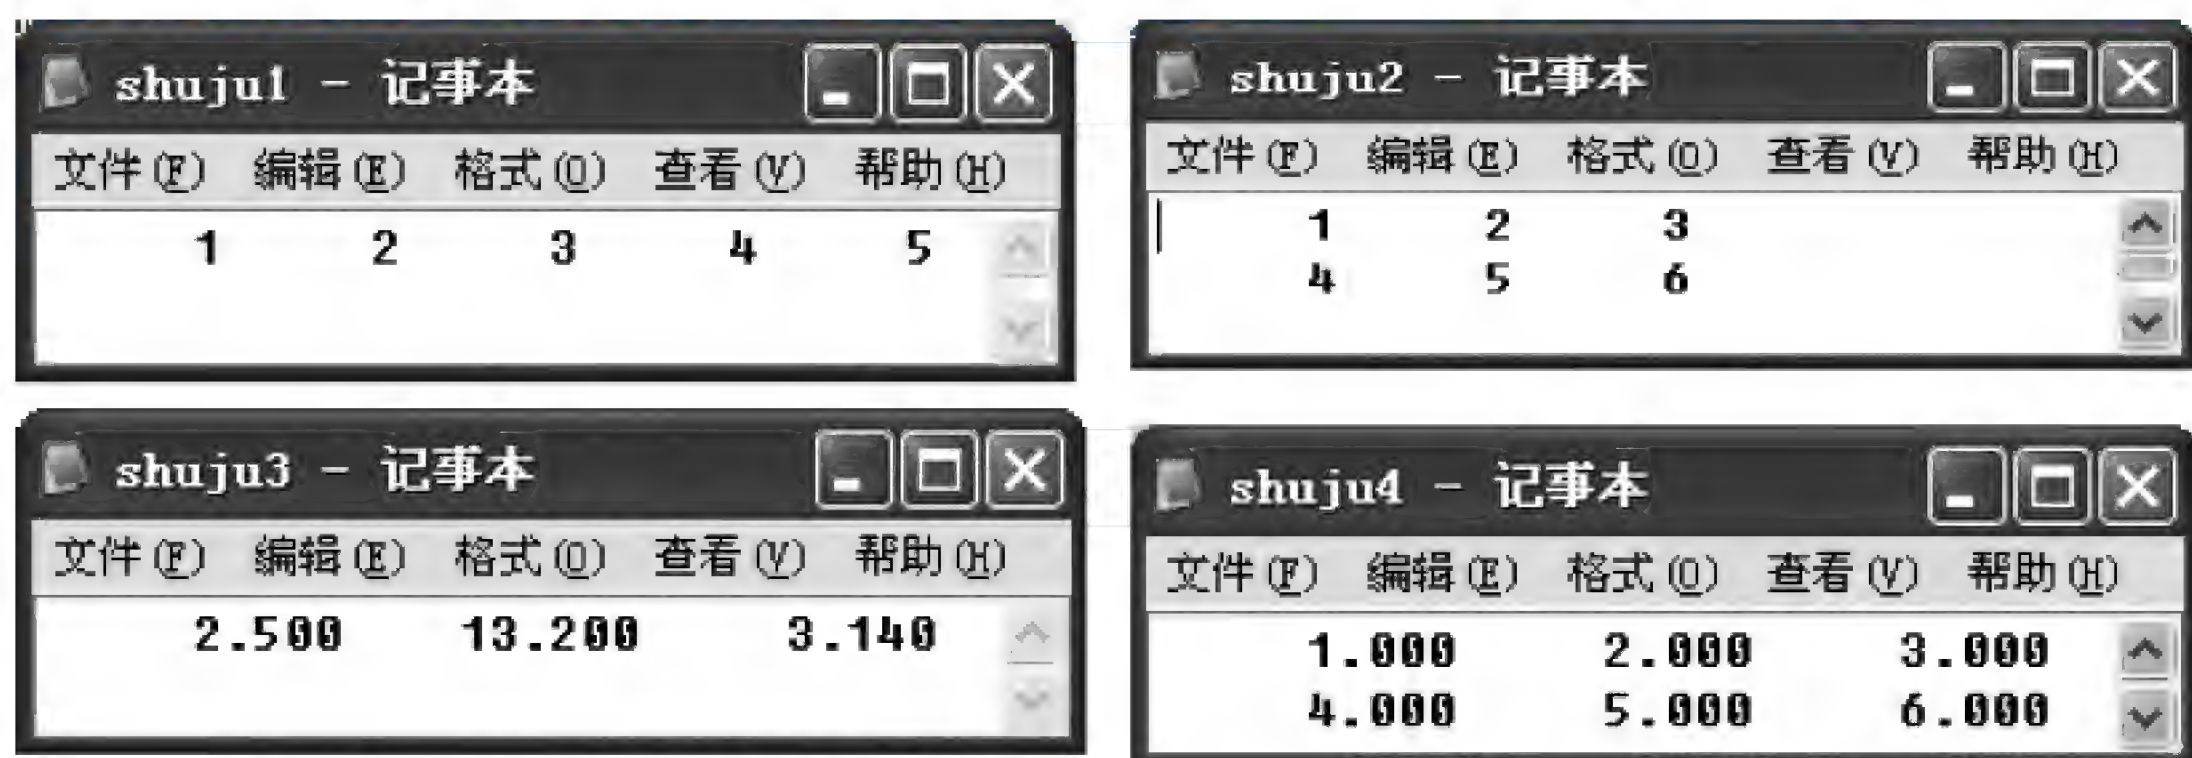 shuju1 - 记事本
文件(F) 编辑(E) 格式(O) 查看(V) 帮助(H)
1 2 3 4 5
shuju2 - 记事本
文件(F) 编辑(E) 格式(O) 查看(V) 帮助(H)
1 2 3
4 5 6
shuju3 - 记事本
文件(F) 编辑(E) 格式(O) 查看(V) 帮助(H)
2.500 13.200 3.140
shuju4 - 记事本
文件(F) 编辑(E) 格式(O) 查看(V) 帮助(H)
1.000 2.000 3.000
4.000 5.000 6.000